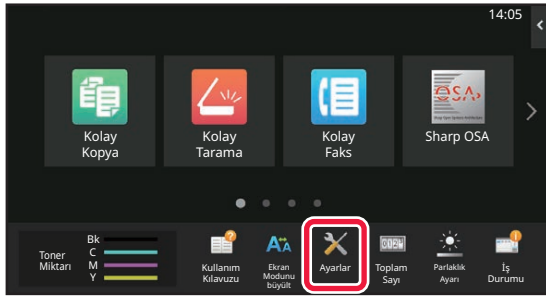 14:05
Kolay
Kopya
Kolay
Tarama
Kolay
Faks
OSA
Sharp OSA
Toner
Miktarı
Bk
C
M
Y
Kullanım
Kılavuzu
Ekran
Modunu
büyült
Ayarlar
Toplam
Sayı
Parlaklık
Ayarı
İş
Durumu